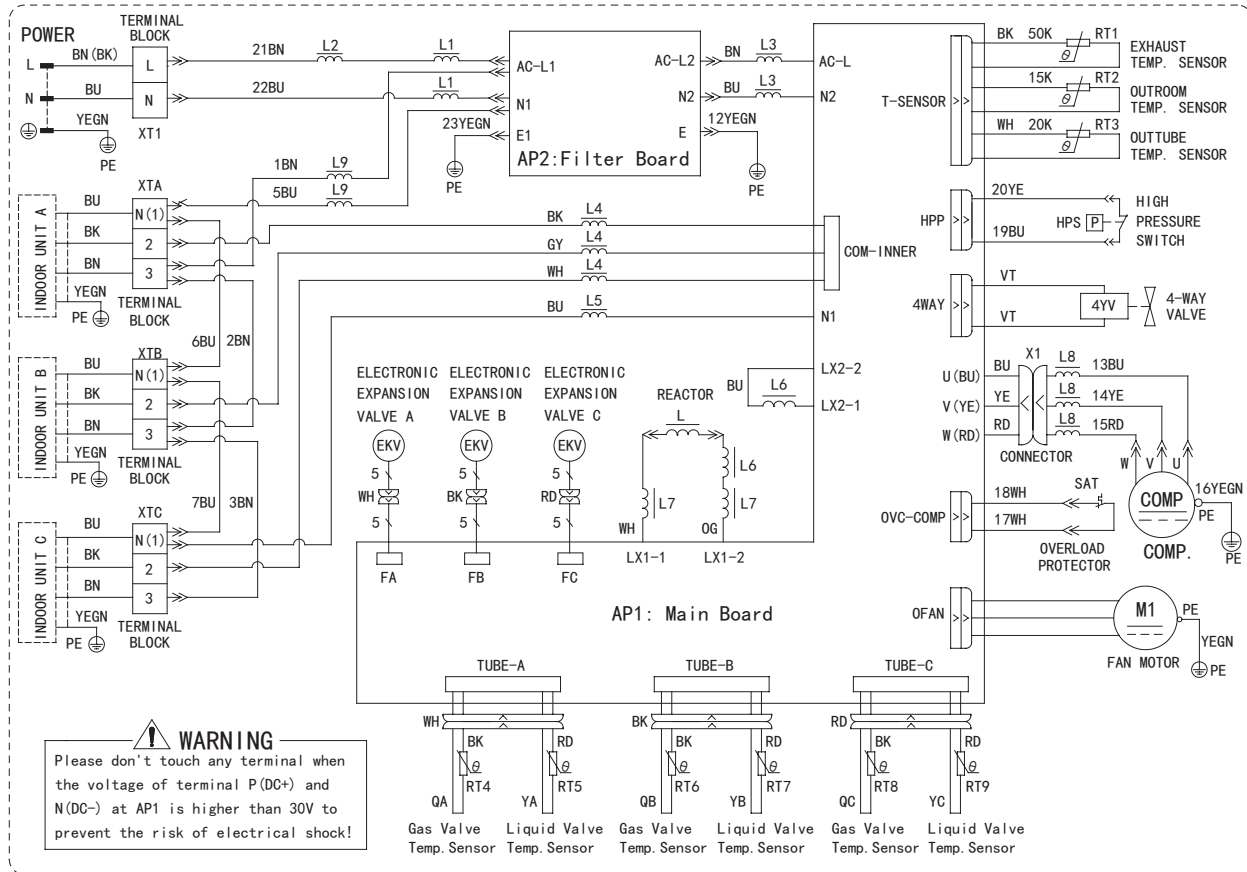 POWER
TERMINAL
BLOCK
BN(BK)
L
L
BU
N
N
YEGN
XT1
PE
21BN
L2
L1
22BU
L1
AC-L1
N1
E1
23YEGN
PE
AP2:Filter Board
AC-L2
N2
E
BN
L3
BU
L3
12YEGN
PE
AC-L
N2
1BN
L9
5BU
L9
XTA
INDOOR UNIT A
BU
N(1)
BK
2
BN
3
YEGN
PE
TERMINAL
BLOCK
BK
L4
GY
L4
WH
L4
BU
L5
COM-INNER
N1
6BU
2BN
XTB
INDOOR UNIT B
BU
N(1)
BK
2
BN
3
YEGN
PE
TERMINAL
BLOCK
7BU
3BN
XTC
INDOOR UNIT C
BU
N(1)
BK
2
BN
3
YEGN
PE
TERMINAL
BLOCK
ELECTRONIC
EXPANSION
VALVE A
ELECTRONIC
EXPANSION
VALVE B
ELECTRONIC
EXPANSION
VALVE C
EKV
EKV
EKV
5
5
5
WH
BK
RD
5
5
5
FA
FB
FC
REACTOR
L
L6
L7
L7
WH
OG
LX1-1
LX1-2
BU
L6
LX2-2
LX2-1
AP1: Main Board
T-SENSOR
BK
50K
RT1
θ
EXHAUST
TEMP. SENSOR
15K
RT2
θ
OUTROOM
TEMP. SENSOR
WH
20K
RT3
θ
OUTTUBE
TEMP. SENSOR
HPP
20YE
19BU
HPS
P
HIGH
PRESSURE
SWITCH
4WAY
VT
VT
4YV
4-WAY
VALVE
U(BU)
V(YE)
W(RD)
BU
YE
RD
X1
CONNECTOR
L8
13BU
L8
14YE
L8
15RD
W
V
U
COMP
COMP.
16YEGN
PE
PE
OVC-COMP
18WH
17WH
SAT
OVERLOAD
PROTECTOR
OFAN
M1
FAN MOTOR
PE
YEGN
PE
TUBE-A
TUBE-B
TUBE-C
WH
BK
RD
BK
RD
BK
RD
BK
RD
θ
θ
θ
θ
θ
θ
RT4
RT5
RT6
RT7
RT8
RT9
QA
YA
QB
YB
QC
YC
Gas Valve
Temp.Sensor
Liquid Valve
Temp.Sensor
Gas Valve
Temp.Sensor
Liquid Valve
Temp.Sensor
Gas Valve
Temp.Sensor
Liquid Valve
Temp.Sensor
WARNING
Please don't touch any terminal when
the voltage of terminal P(DC+) and
N(DC-) at AP1 is higher than 30V to
prevent the risk of electrical shock!